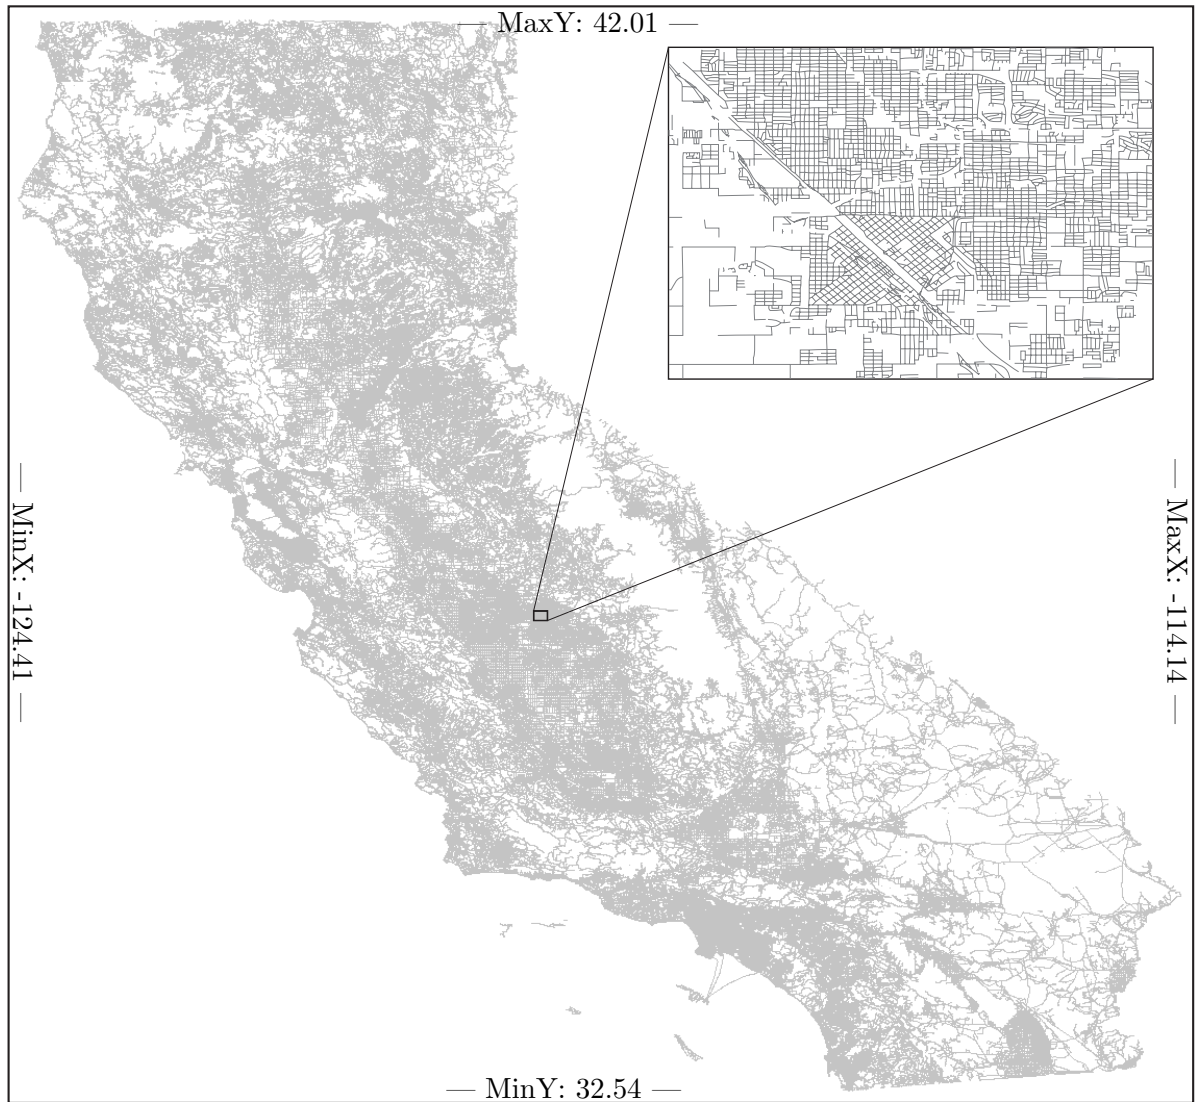 — MaxY: 42.01 —
— MinX: -124.41 —
— MaxX: -114.14 —
— MinY: 32.54 —